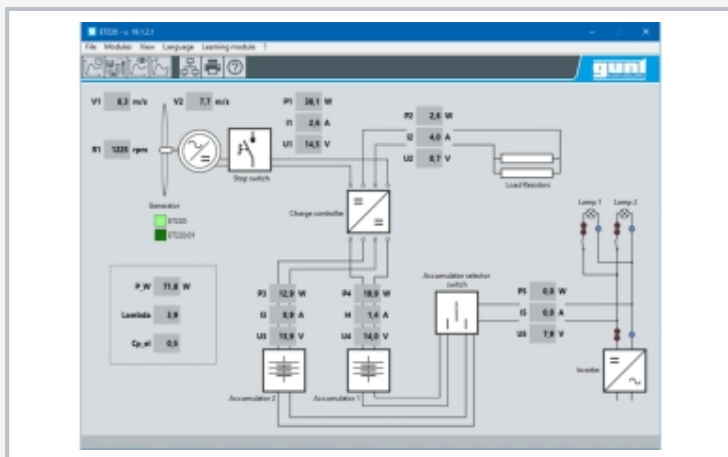 ET220 - v. 19.1.2.1
File Modules View Language Learning module ?
gunt
V1 8,3 m/s V2 7,7 m/s P1 38,1 W
I1 2,6 A
R1 1226 rpm U1 14,5 V
P2 2,6 W
I2 4,0 A
U2 0,7 V
Stop switch
Load Resistors
Generator
ET220
ET220.01
Charge controller
Lamp 1 Lamp 2
Accumulator selector
switch
P_W 71,8 W
Lambda 3,9
Cp_el 0,5
P3 12,9 W P4 19,9 W P5 0,0 W
I3 0,9 A I4 1,4 A I5 0,0 A
U3 13,9 V U4 14,0 V U5 7,9 V
Accumulator 2 Accumulator 1
Inverter